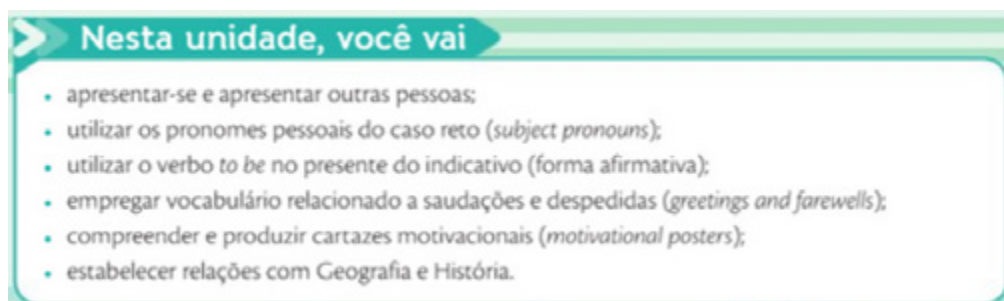 Nesta unidade, você vai
• apresentar-se e apresentar outras pessoas;
• utilizar os pronomes pessoais do caso reto (subject pronouns);
• utilizar o verbo to be no presente do indicativo (forma afirmativa);
• empregar vocabulário relacionado a saudações e despedidas (greetings and farewells);
• compreender e produzir cartazes motivacionais (motivational posters);
• estabelecer relações com Geografia e História.